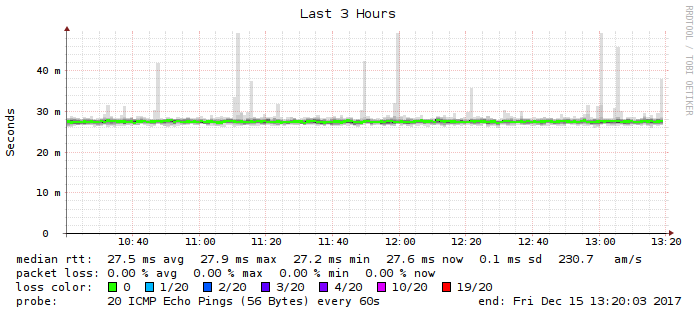 Last 3 Hours
RRDTOOL / TOBI OETIKER
Seconds
40 m
30 m
20 m
10 m
0
10:40 11:00 11:20 11:40 12:00 12:20 12:40 13:00 13:20
median rtt: 27.5 ms avg 27.9 ms max 27.2 ms min 27.6 ms now 0.1 ms sd 230.7 am/s
packet loss: 0.00 % avg 0.00 % max 0.00 % min 0.00 % now
loss color: 0 1/20 2/20 3/20 4/20 10/20 19/20
probe: 20 ICMP Echo Pings (56 Bytes) every 60s end: Fri Dec 15 13:20:03 2017